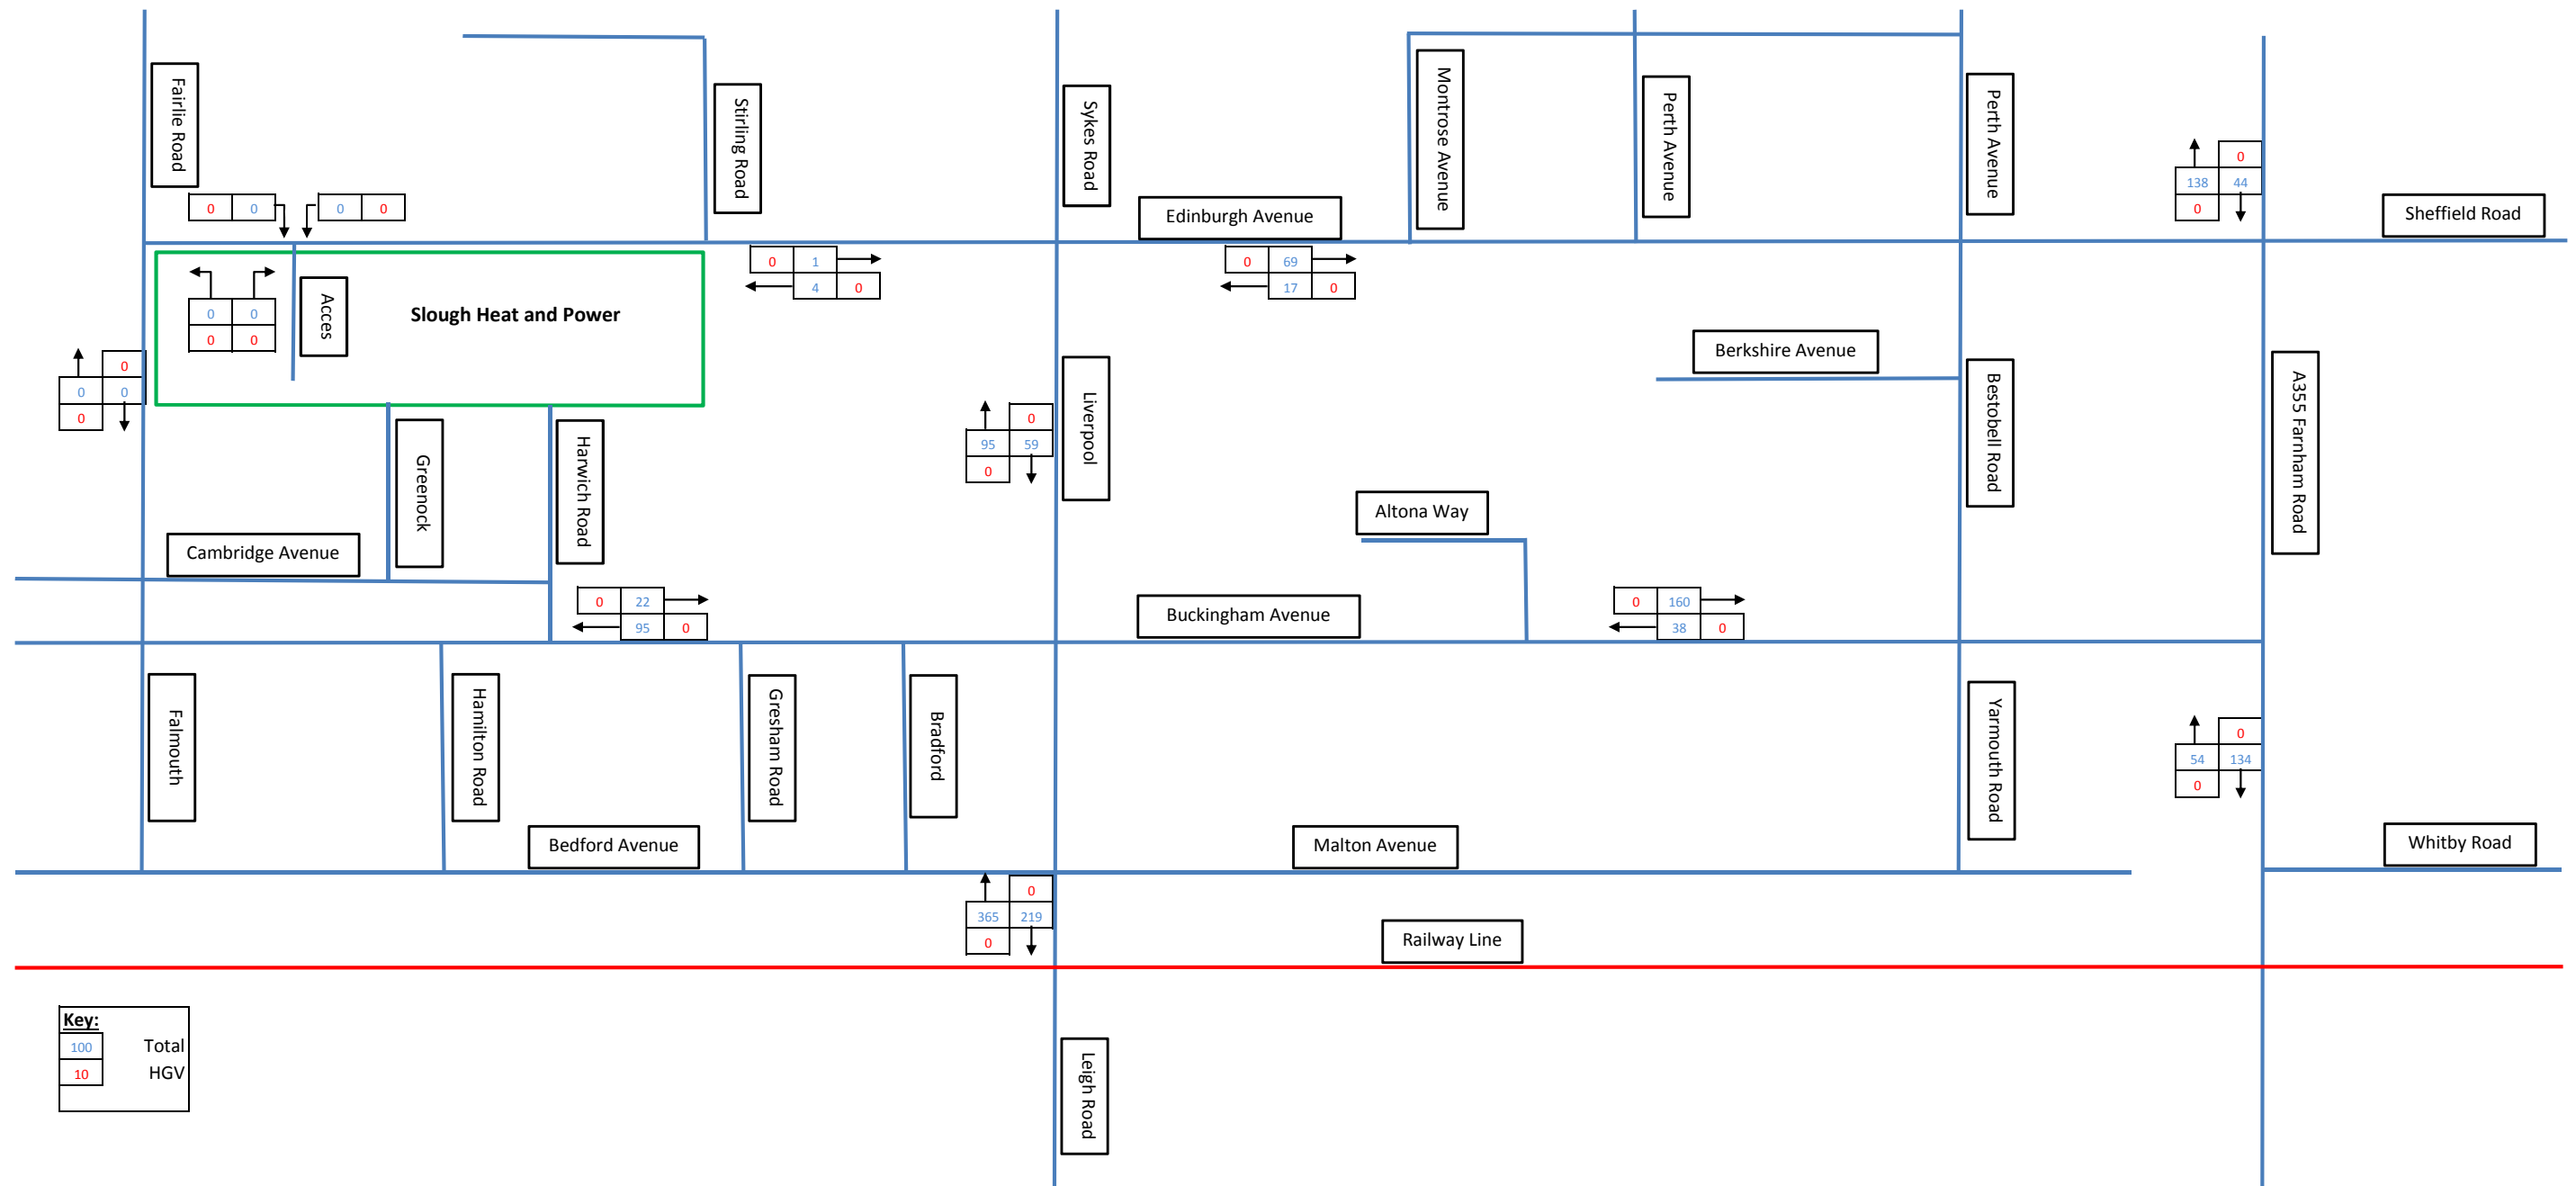 Fairlie Road
Stirling Road
Sykes Road
Montrose Avenue
Perth Avenue
Perth Avenue
0
138 44
0
Sheffield Road
0 0
0 0
Edinburgh Avenue
0 1
4 0
0 69
17 0
0 0
0 0
Acces
Slough Heat and Power
Berkshire Avenue
0
0 0
0
Liverpool
Bestobell Road
A355 Farnham Road
0
95 59
0
Greenock
Harwich Road
Altona Way
Cambridge Avenue
0 22
95 0
Buckingham Avenue
0 160
38 0
Falmouth
Hamilton Road
Gresham Road
Bradford
Yarmouth Road
0
54 134
0
Bedford Avenue
Malton Avenue
Whitby Road
0
365 219
0
Railway Line
Key:
100 Total
10 HGV
Leigh Road